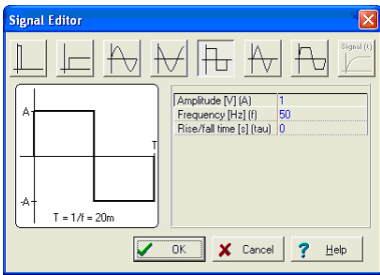 Signal Editor
Signal (t)
A
T
-A
T = 1/f = 20m
Amplitude [V] (A) 1
Frequency [Hz] (f) 50
Rise/fall time [s] (tau) 0
OK
Cancel
Help